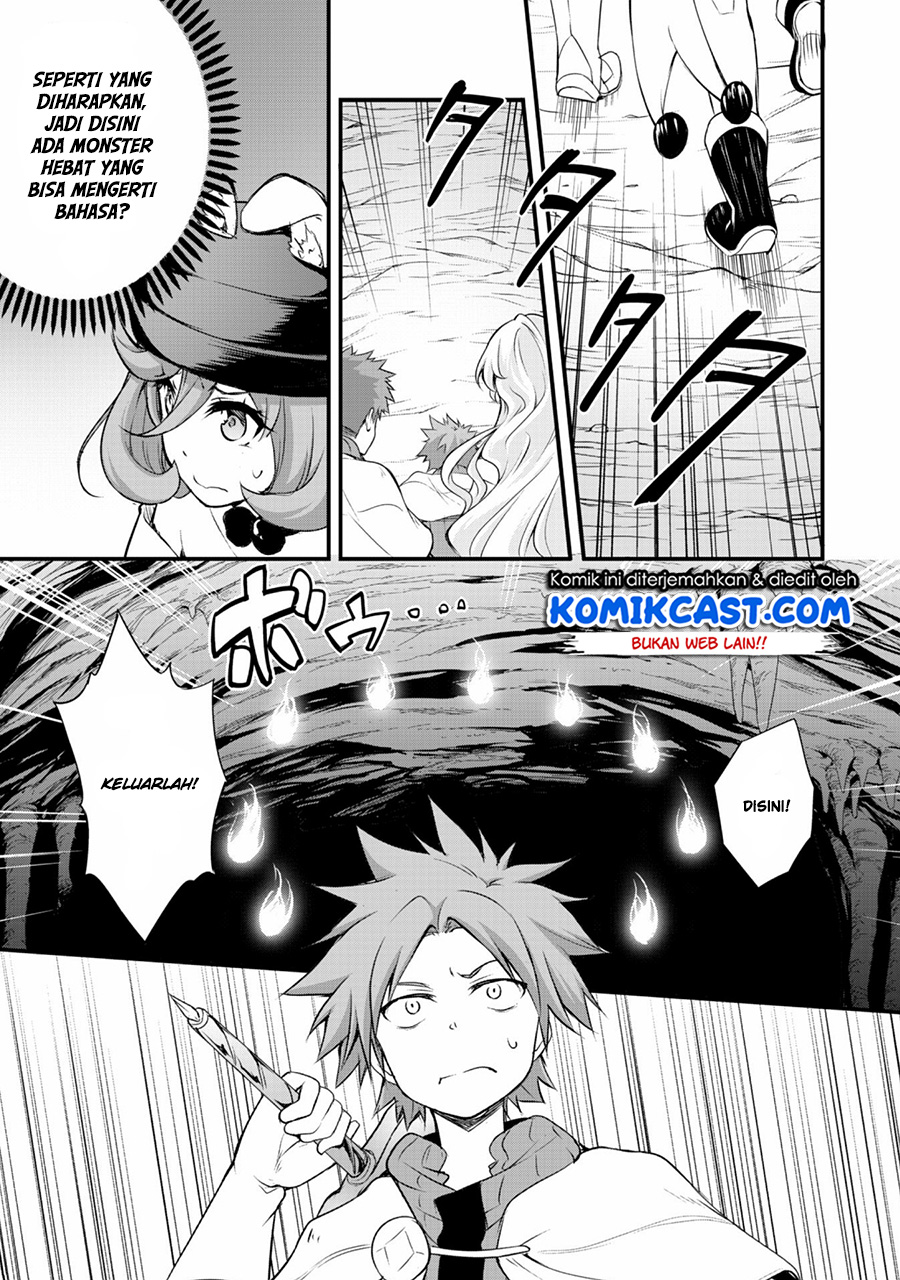 タタタタ
SEPERTI YANG
DIHARAPKAN,
JADI DISINI
ADA MONSTER
HEBAT YANG
BISA MENGERTI
BAHASA?
Komik ini diterjemahkan & diedit oleh
KOMIKCAST.COM
BUKAN WEB LAIN!!
ボゥ...
DISINI!
KELUARLAH!